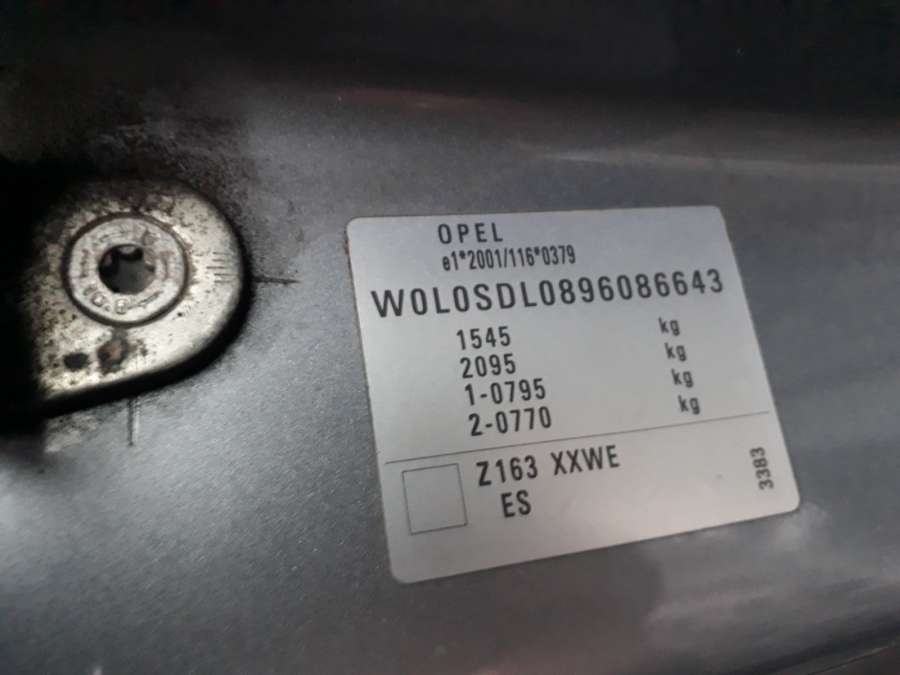 OPEL
e1*2001/116*0379
W0L0SDL0896086643
1545 kg
2095 kg
1-0795 kg
2-0770 kg
Z163 XXWE
ES
3383